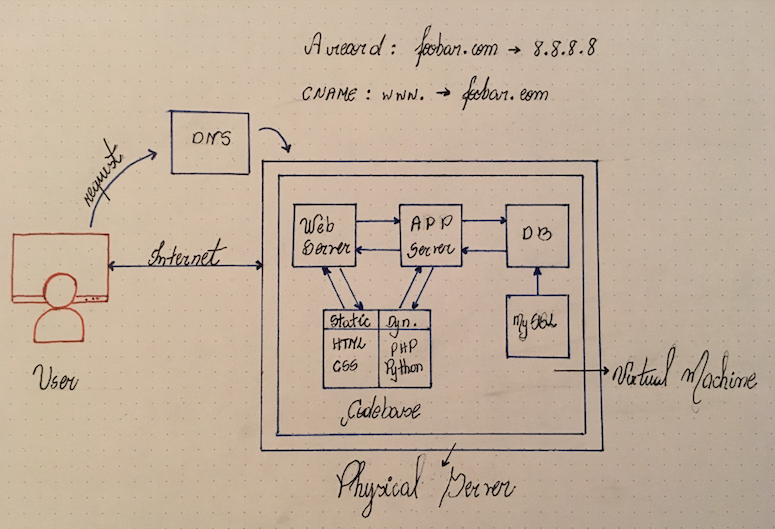 A record: foobar.com → 8.8.8.8
CNAME: www. → foobar.com
DNS
request
Web
Server
APP
Server
DB
Internet
Static
Dyn.
HTML
CSS
PHP
Python
MySQL
User
Virtual Machine
Codebase
Physical Server